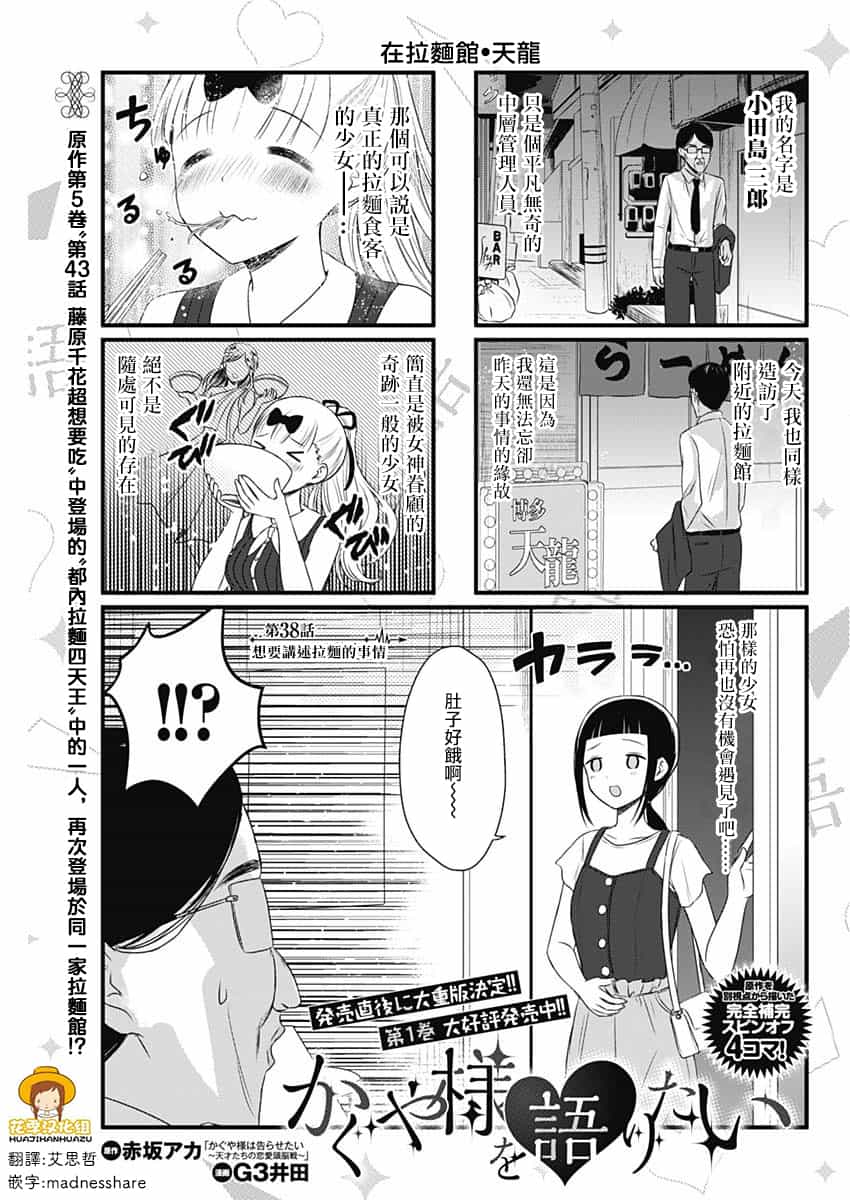 在拉麵館•天龍
我的名字是
小田島三郎
只是個平凡無奇的
中層管理人員
BAR
今天 我也同樣
造訪了
附近的拉麵館
這是因為
我還無法忘卻
昨天的事情的緣故
らーめん
博多
天龍
那個可以說是
真正的拉麵食客
的少女——
ちゅ
るる
簡直是被女神眷顧的
奇跡一般的少女
絕不是
隨處可見的存在
ぐび
ぐび
那樣的少女
恐怕再也沒有機會遇見了吧……
カララ…
肚子好餓啊~~~
第38話
想要講述拉麵的事情
!!?
原作第5卷〝第43話 藤原千花超想要吃〞中登場的〝都內拉麵四天王〞中的一人，再次登場於同一家拉麵館!?
発売直後に大重版決定!!
第1巻 大好評発売中!!
原作を
別視点から描いた
完全補完
スピンオフ
4コマ!
かぐや様を語りたい
原作 赤坂アカ
「かぐや様は告らせたい
～天才たちの恋愛頭脳戦～」
漫画 G3井田
花学汉化组
HUAJIHANHUAZU
翻譯:艾思哲
嵌字:madnesshare